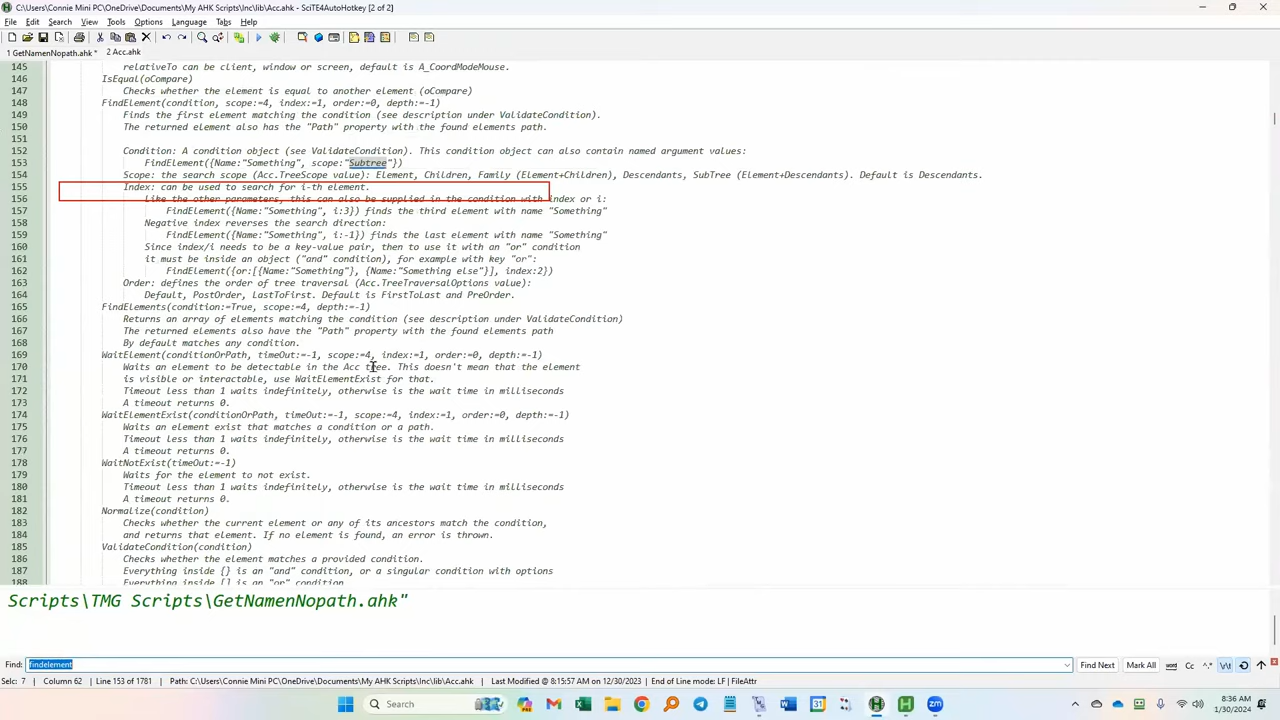 C:\Users\Connie Mini PC\OneDrive\Documents\My AHK Scripts\Inc\lib\Acc.ahk - SciTE4AutoHotkey [2 of 2]
File Edit Search View Tools Options Language Tabs Help
1 GetNamenNopath.ahk * 2 Acc.ahk
145 relativeTo can be client, window or screen, default is A_CoordModeMouse.
146 IsEqual(oCompare)
147 Checks whether the element is equal to another element (oCompare)
148 FindElement(condition, scope:=4, index:=1, order:=0, depth:=-1)
149 Finds the first element matching the condition (see description under ValidateCondition).
150 The returned element also has the "Path" property with the found elements path.
151
152 Condition: A condition object (see ValidateCondition). This condition object can also contain named argument values:
153 FindElement({Name:"Something", scope:"Subtree"})
154 Scope: the search scope (Acc.TreeScope value): Element, Children, Family (Element+Children), Descendants, SubTree (Element+Descendants). Default is Descendants.
155 Index: can be used to search for i-th element.
156 Like the other parameters, this can also be supplied in the condition with index or i:
157 FindElement({Name:"Something", i:3}) finds the third element with name "Something"
158 Negative index reverses the search direction:
159 FindElement({Name:"Something", i:-1}) finds the last element with name "Something"
160 Since index/i needs to be a key-value pair, then to use it with an "or" condition
161 it must be inside an object ("and" condition), for example with key "or":
162 FindElement({or:[{Name:"Something"}, {Name:"Something else"}], index:2})
163 Order: defines the order of tree traversal (Acc.TreeTraversalOptions value):
164 Default, PostOrder, LastToFirst. Default is FirstToLast and PreOrder.
165 FindElements(condition:=True, scope:=4, depth:=-1)
166 Returns an array of elements matching the condition (see description under ValidateCondition)
167 The returned elements also have the "Path" property with the found elements path
168 By default matches any condition.
169 WaitElement(conditionOrPath, timeOut:=-1, scope:=4, index:=1, order:=0, depth:=-1)
170 Waits an element to be detectable in the Acc tree. This doesn't mean that the element
171 is visible or interactable, use WaitElementExist for that.
172 Timeout less than 1 waits indefinitely, otherwise is the wait time in milliseconds
173 A timeout returns 0.
174 WaitElementExist(conditionOrPath, timeOut:=-1, scope:=4, index:=1, order:=0, depth:=-1)
175 Waits an element exist that matches a condition or a path.
176 Timeout less than 1 waits indefinitely, otherwise is the wait time in milliseconds
177 A timeout returns 0.
178 WaitNotExist(timeOut:=-1)
179 Waits for the element to not exist.
180 Timeout less than 1 waits indefinitely, otherwise is the wait time in milliseconds
181 A timeout returns 0.
182 Normalize(condition)
183 Checks whether the current element or any of its ancestors match the condition,
184 and returns that element. If no element is found, an error is thrown.
185 ValidateCondition(condition)
186 Checks whether the element matches a provided condition.
187 Everything inside {} is an "and" condition, or a singular condition with options
188 Everything inside [] is an "or" condition
Scripts\TMG Scripts\GetNamenNopath.ahk"
Find: findelement Find Next Mark All Cc
Selc: 7 Column 62 Line 153 of 1781 Path: C:\Users\Connie Mini PC\OneDrive\Documents\My AHK Scripts\Inc\lib\Acc.ahk Last Modified @ 8:15:57 AM on 12/30/2023 End of Line mode: LF FileAttr
Search
8:36 AM
1/30/2024